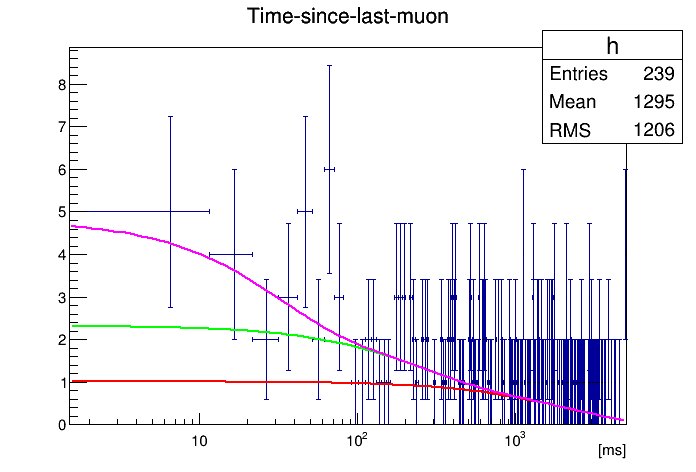 Time-since-last-muon
h
Entries 239
Mean 1295
RMS 1206
8
7
6
5
4
3
2
1
0
10 10² 10³
[ms]